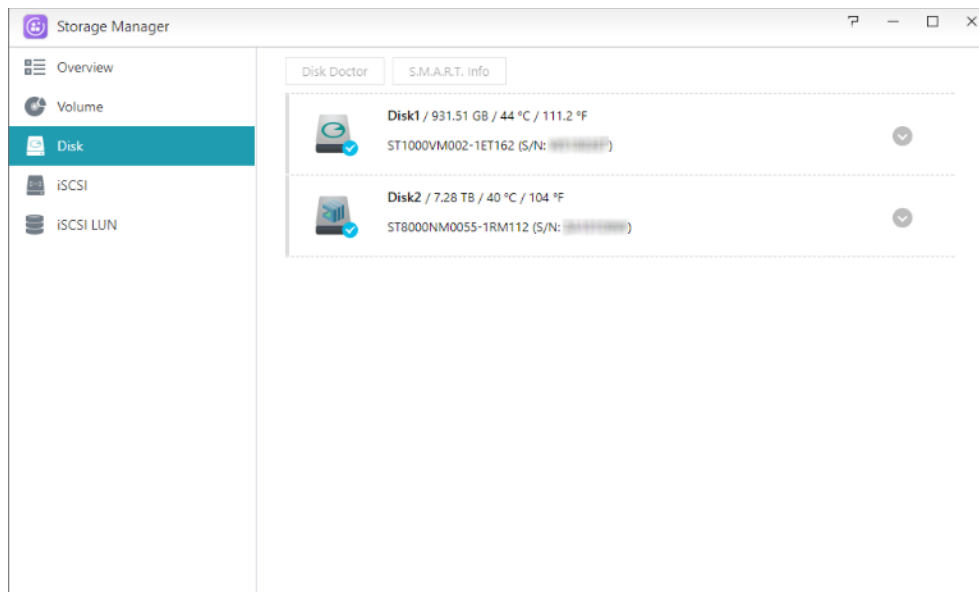 Storage Manager
Overview
Volume
Disk
iSCSI
iSCSI LUN
Disk Doctor
S.M.A.R.T. Info
Disk1 / 931.51 GB / 44 °C / 111.2 °F
ST1000VM002-1ET162 (S/N: )
Disk2 / 7.28 TB / 40 °C / 104 °F
ST8000NM0055-1RM112 (S/N: )